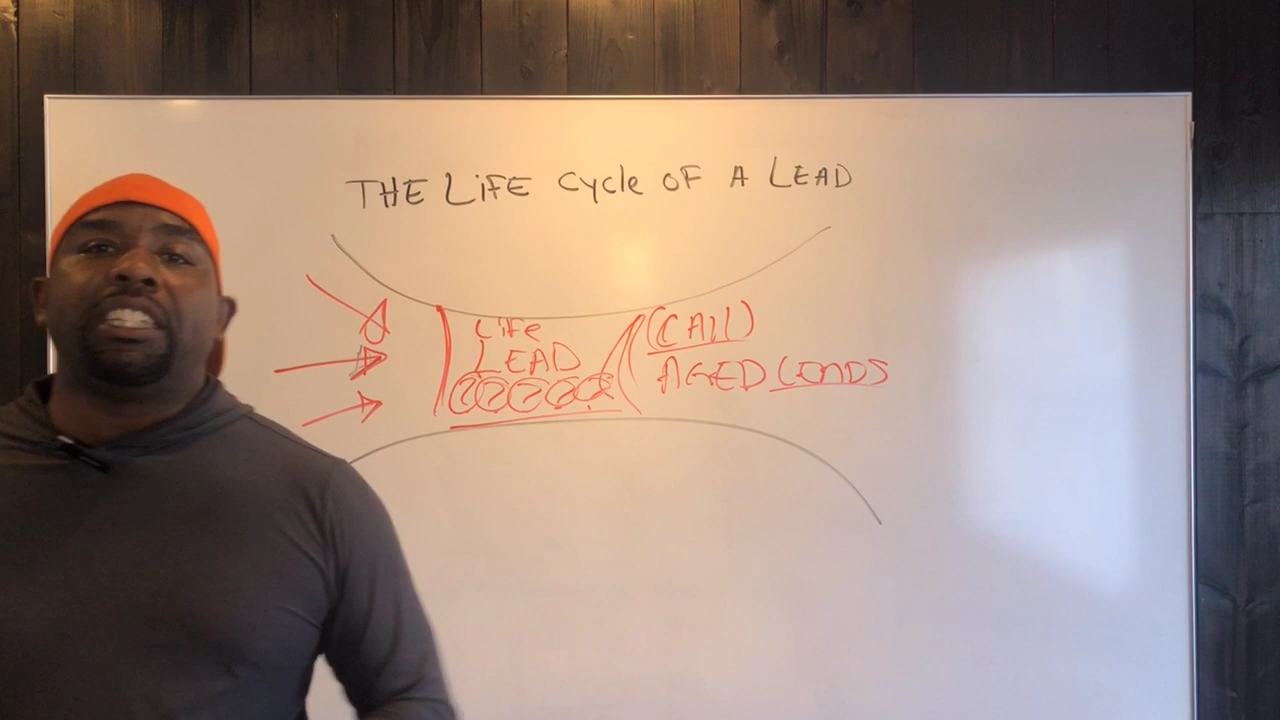 THE LiFE Cycle OF A LEAD
LiFe
LEAD
(CAll)
AGED LEADS